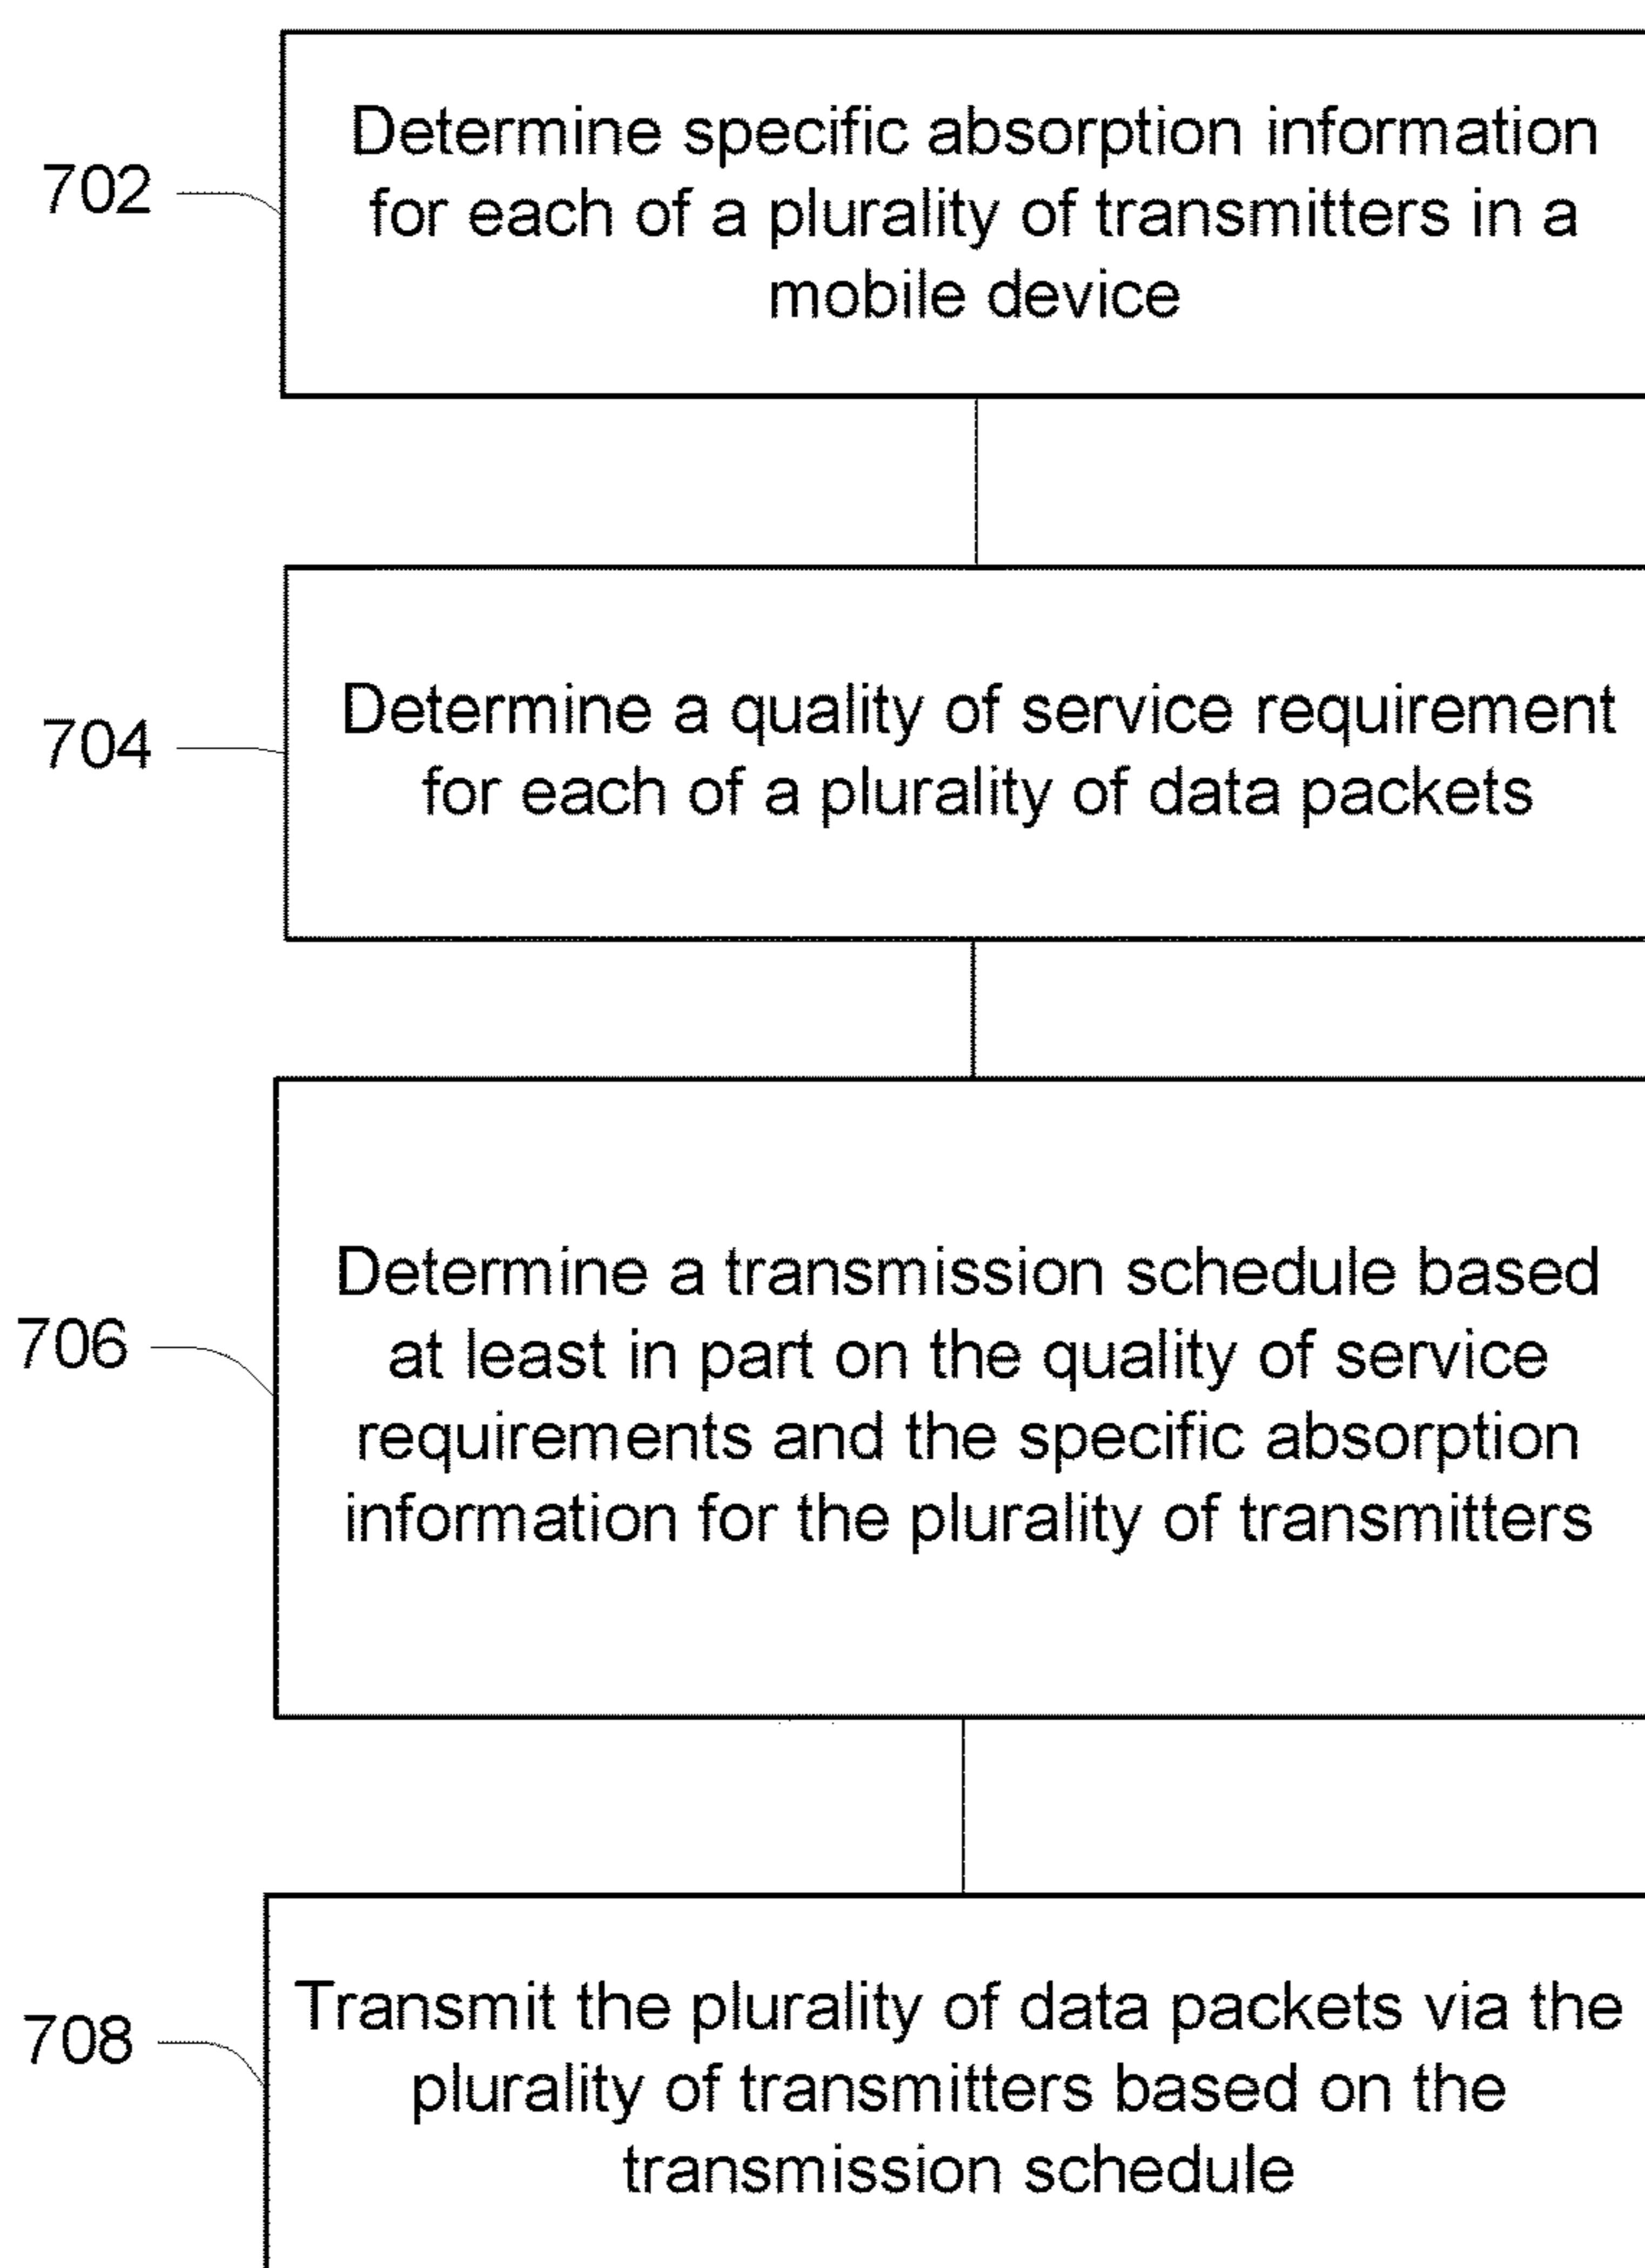 Determine specific absorption information
702
for each of a plurality of transmitters in a
mobile device
Determine a quality of service requirement
704
for each of a plurality of data packets
Determine a transmission schedule based
706
at least in part on the quality of service
requirements and the specific absorption
information for the plurality of transmitters
Transmit the plurality of data packets via the
708
plurality of transmitters based on the
transmission schedule